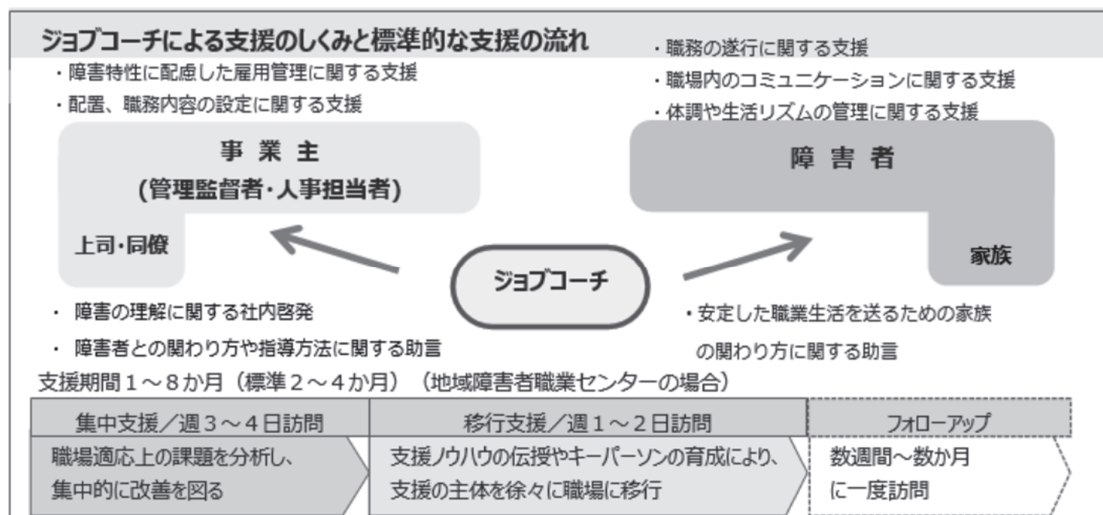 ジョブコーチによる支援のしくみと標準的な支援の流れ
・障害特性に配慮した雇用管理に関する支援
・配置、職務内容の設定に関する支援
・職務の遂行に関する支援
・職場内のコミュニケーションに関する支援
・体調や生活リズムの管理に関する支援
事 業 主
(管理監督者・人事担当者)
上司・同僚
障 害 者
家族
ジョブコーチ
・ 障害の理解に関する社内啓発
・ 障害者との関わり方や指導方法に関する助言
・安定した職業生活を送るための家族
の関わり方に関する助言
支援期間１～８か月（標準２～４か月）（地域障害者職業センターの場合）
集中支援／週３～４日訪問
職場適応上の課題を分析し、
集中的に改善を図る
移行支援／週１～２日訪問
支援ノウハウの伝授やキーパーソンの育成により、
支援の主体を徐々に職場に移行
フォローアップ
数週間～数か月
に一度訪問